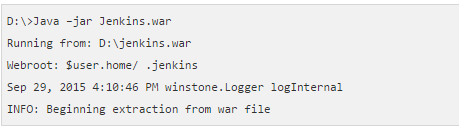 D:\>Java –jar Jenkins.war
Running from: D:\jenkins.war
Webroot: $user.home/ .jenkins
Sep 29, 2015 4:10:46 PM winstone.Logger logInternal
INFO: Beginning extraction from war file